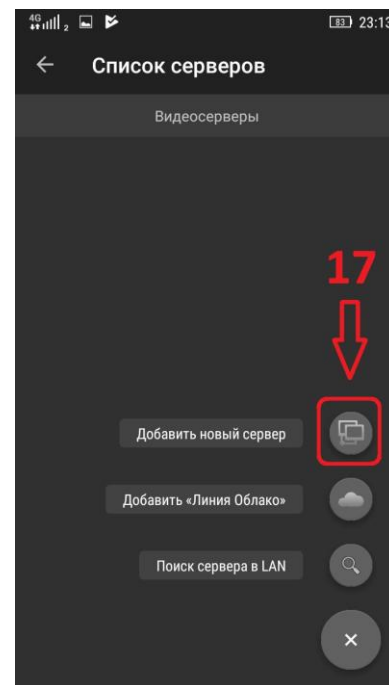 4G 2 83 23:13
Список серверов
Видеосерверы
17
Добавить новый сервер
Добавить «Линия Облако»
Поиск сервера в LAN